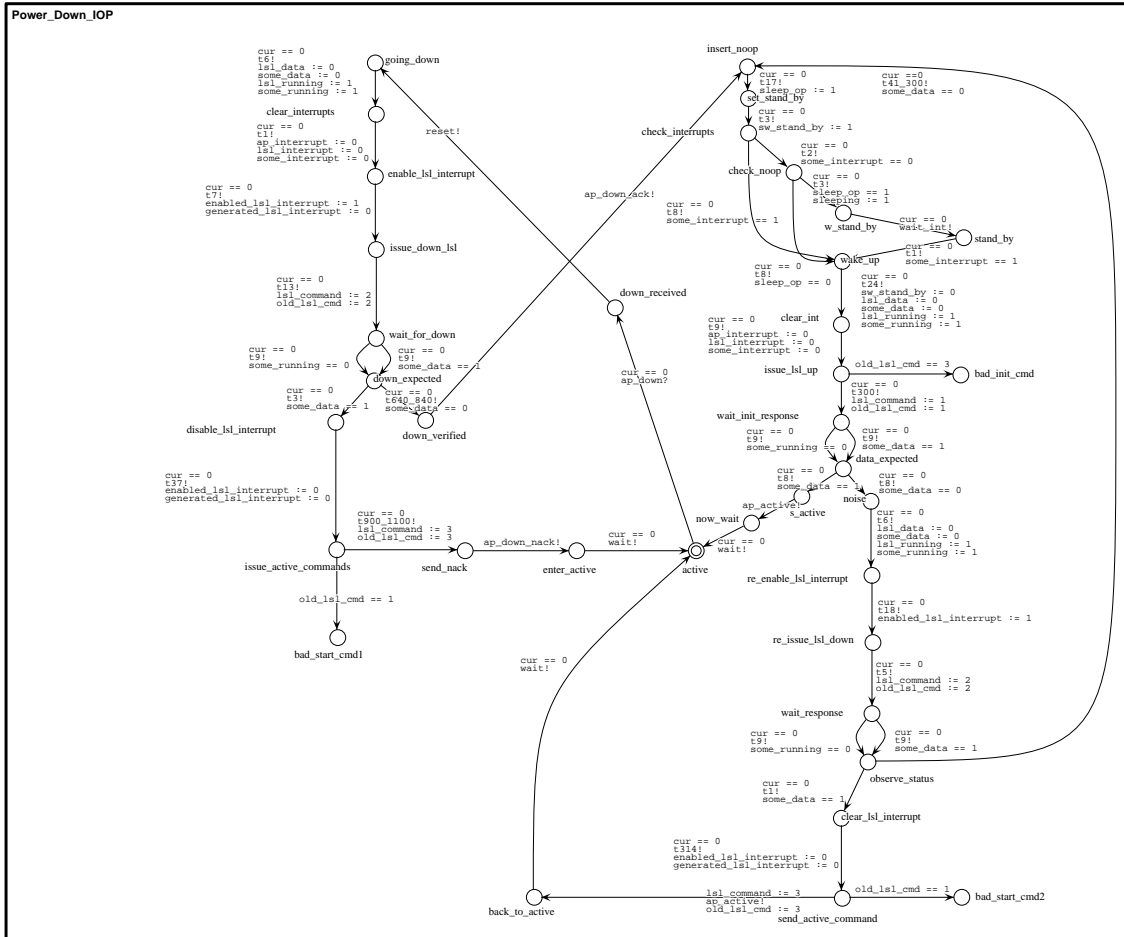 Power_Down_IOP
cur == 0
t6!
lsl_data := 0
some_data := 0
lsl_running := 1
some_running := 1
going_down
clear_interrupts
cur == 0
t1!
ap_interrupt := 0
lsl_interrupt := 0
some_interrupt := 0
enable_lsl_interrupt
cur == 0
t7!
enabled_lsl_interrupt := 1
generated_lsl_interrupt := 0
issue_down_lsl
cur == 0
t13!
lsl_command := 2
old_lsl_cmd := 2
wait_for_down
cur == 0
t9!
some_running == 0
cur == 0
t9!
some_data == 1
down_expected
cur == 0
t3!
some_data == 1
cur == 0
t640_840!
some_data == 0
disable_lsl_interrupt
down_verified
cur == 0
t37!
enabled_lsl_interrupt := 0
generated_lsl_interrupt := 0
cur == 0
t900_1100!
lsl_command := 3
old_lsl_cmd := 3
issue_active_commands
ap_down_nack!
send_nack
enter_active
cur == 0
wait!
active
old_lsl_cmd == 1
bad_start_cmd1
reset!
ap_down_ack!
down_received
cur == 0
ap_down?
cur == 0
wait!
insert_noop
cur == 0
t17!
sleep_op := 1
set_stand_by
cur ==0
t41_300!
some_data == 0
cur == 0
t3!
sw_stand_by := 1
check_interrupts
cur == 0
t2!
some_interrupt == 0
check_noop
cur == 0
t3!
sleep_op == 1
sleeping := 1
w_stand_by
cur == 0
wait_int!
stand_by
cur == 0
t8!
some_interrupt == 1
cur == 0
t1!
some_interrupt == 1
wake_up
cur == 0
t8!
sleep_op == 0
cur == 0
t24!
sw_stand_by := 0
lsl_data := 0
some_data := 0
lsl_running := 1
some_running := 1
clear_int
cur == 0
t9!
ap_interrupt := 0
lsl_interrupt := 0
some_interrupt := 0
issue_lsl_up
old_lsl_cmd == 3
bad_init_cmd
cur == 0
t300!
lsl_command := 1
old_lsl_cmd := 1
wait_init_response
cur == 0
t9!
some_running == 0
cur == 0
t9!
some_data == 1
data_expected
cur == 0
t8!
some_data == 1
cur == 0
t8!
some_data == 0
noise
s_active
ap_active!
now_wait
cur == 0
wait!
cur == 0
t6!
lsl_data := 0
some_data := 0
lsl_running := 1
some_running := 1
re_enable_lsl_interrupt
cur == 0
t18!
enabled_lsl_interrupt := 1
re_issue_lsl_down
cur == 0
t5!
lsl_command := 2
old_lsl_cmd := 2
wait_response
cur == 0
t9!
some_running == 0
cur == 0
t9!
some_data == 1
observe_status
cur == 0
t1!
some_data == 1
clear_lsl_interrupt
cur == 0
t314!
enabled_lsl_interrupt := 0
generated_lsl_interrupt := 0
old_lsl_cmd == 1
bad_start_cmd2
send_active_command
lsl_command := 3
ap_active!
old_lsl_cmd := 3
back_to_active